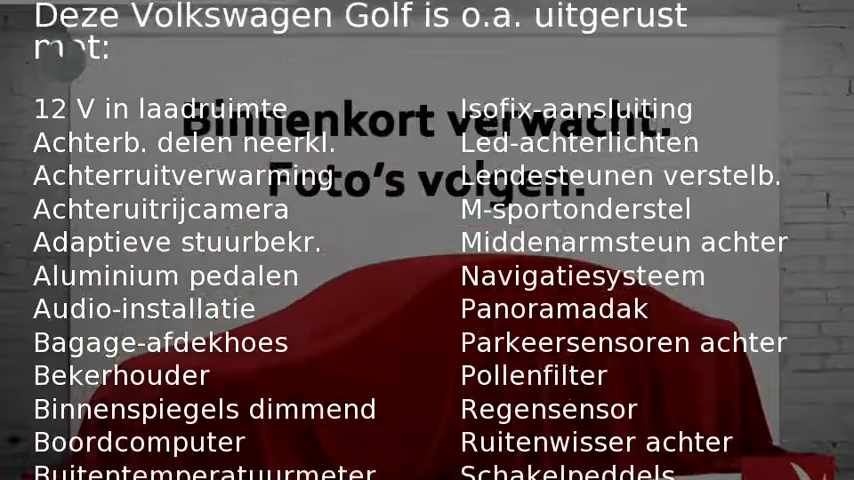 Deze Volkswagen Golf is o.a. uitgerust
met:
Binnenkort verwacht.
Foto's volgen.
12 V in laadruimte
Achterb. delen neerkl.
Achterruitverwarming
Achteruitrijcamera
Adaptieve stuurbekr.
Aluminium pedalen
Audio-installatie
Bagage-afdekhoes
Bekerhouder
Binnenspiegels dimmend
Boordcomputer
Buitentemperatuurmeter
Isofix-aansluiting
Led-achterlichten
Lendesteunen verstelb.
M-sportonderstel
Middenarmsteun achter
Navigatiesysteem
Panoramadak
Parkeersensoren achter
Pollenfilter
Regensensor
Ruitenwisser achter
Schakelpeddels